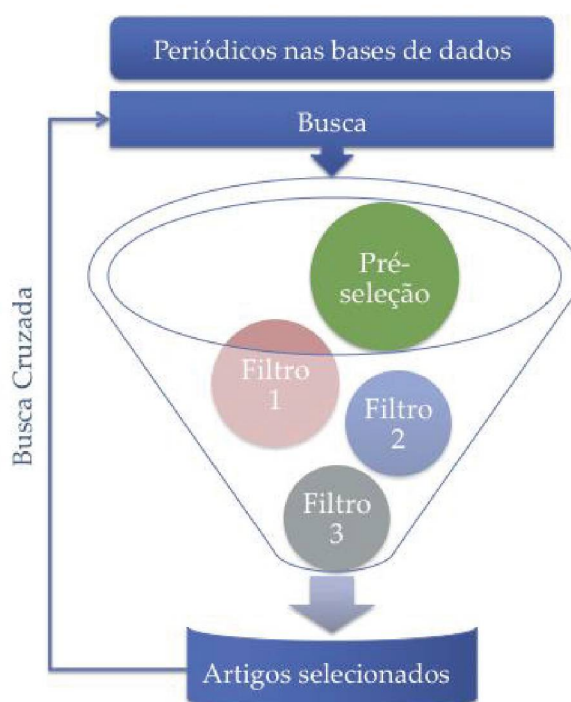 Periódicos nas bases de dados
Busca
Pré-
seleção
Filtro
1
Filtro
2
Filtro
3
Busca Cruzada
Artigos selecionados